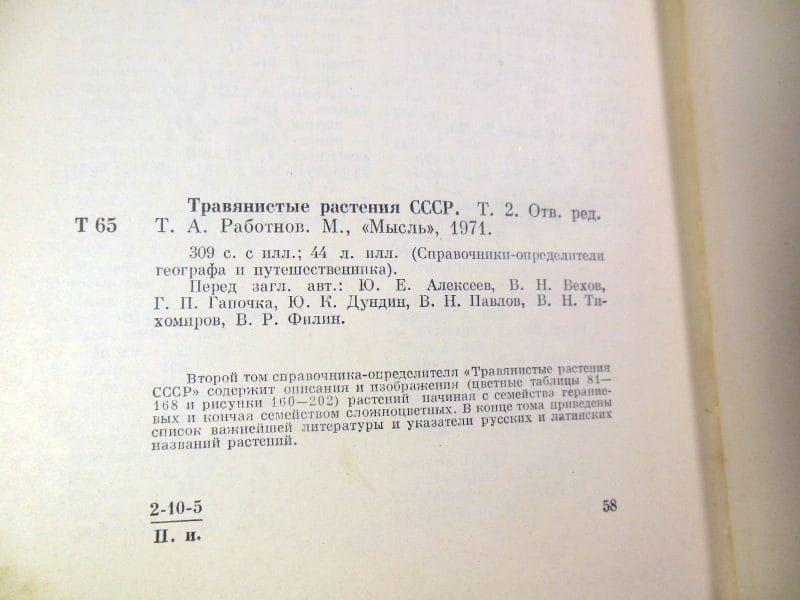 Травянистые растения СССР. Т. 2. Отв. ред.
Т 65 Т. А. Работнов. М., «Мысль», 1971.
309 с. с илл.; 44 л. илл. (Справочники-определители
географа и путешественника).
Перед загл. авт.: Ю. Е. Алексеев, В. Н. Вехов,
Г. П. Гапочка, Ю. К. Дундин, В. Н. Павлов, В. Н. Ти-
хомиров, В. Р. Филин.
Второй том справочника-определителя «Травянистые растения
СССР» содержит описания и изображения (цветные таблицы 81—
168 и рисунки 160—202) растений начиная с семейства герание-
вых и кончая семейством сложноцветных. В конце тома приведены
список важнейшей литературы и указатели русских и латинских
названий растений.
2-10-5 58
П. и.